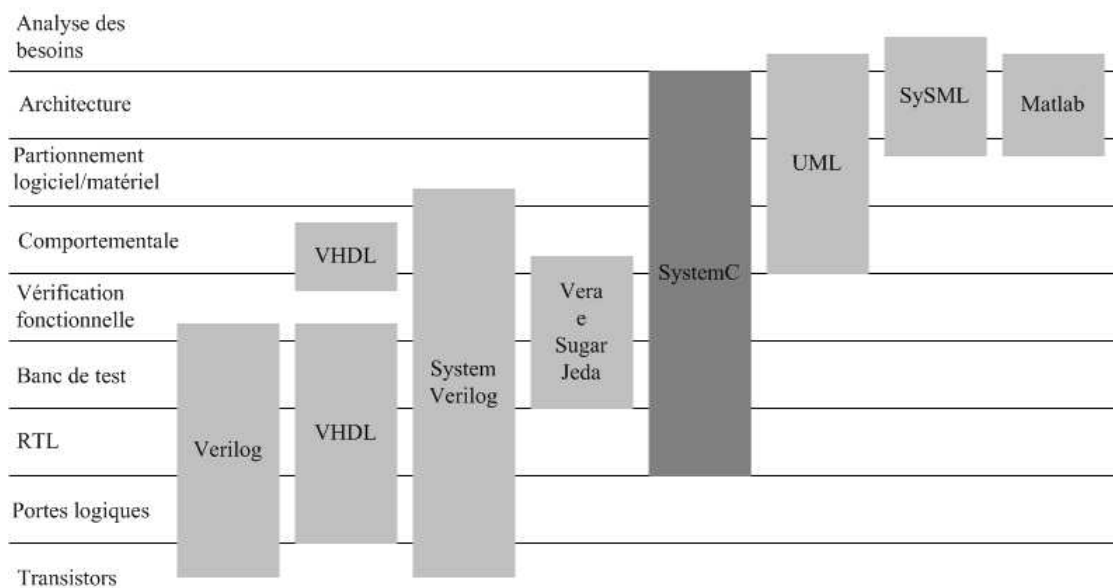 Analyse des
besoins
Architecture
Partionnement
logiciel/matériel
Comportementale
Vérification
fonctionnelle
Banc de test
RTL
Portes logiques
Transistors
Verilog
VHDL
VHDL
System
Verilog
Vera
e
Sugar
Jeda
SystemC
UML
SySML
Matlab